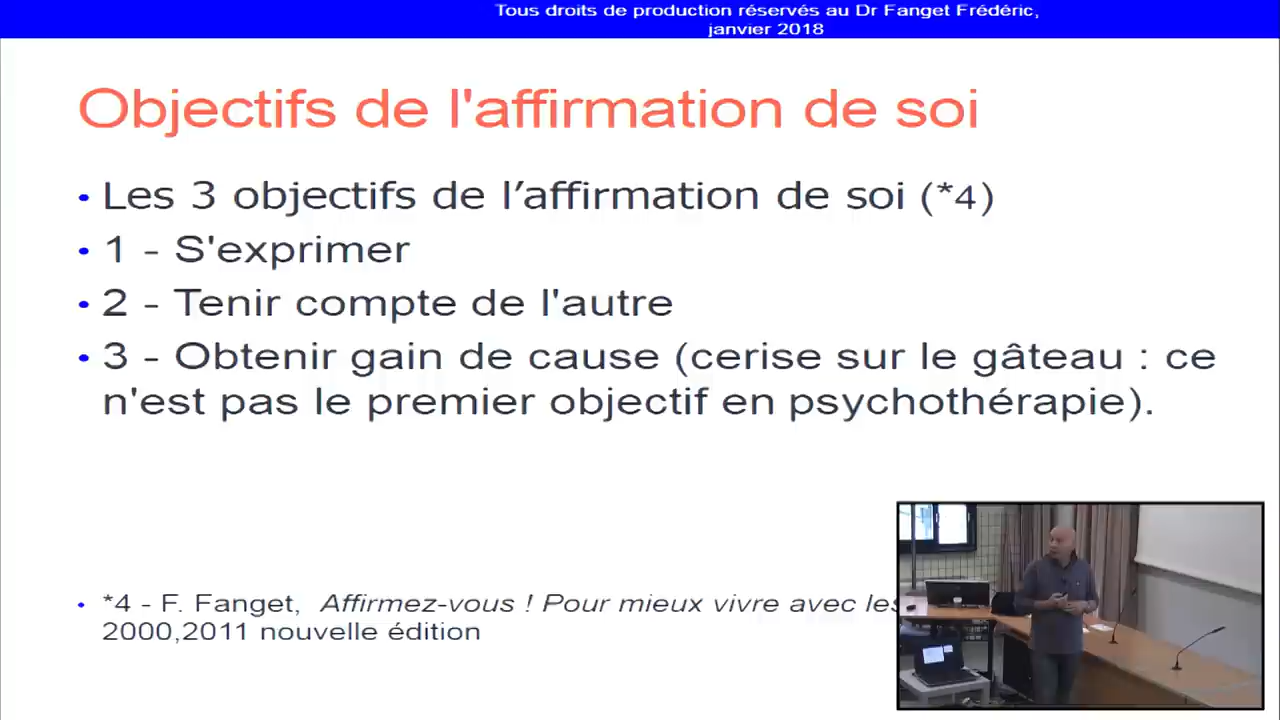 Tous droits de production réservés au Dr Fanget Frédéric,
janvier 2018
Objectifs de l'affirmation de soi
• Les 3 objectifs de l’affirmation de soi (*4)
• 1 - S'exprimer
• 2 - Tenir compte de l'autre
• 3 - Obtenir gain de cause (cerise sur le gâteau : ce
n'est pas le premier objectif en psychothérapie).
• *4 - F. Fanget, Affirmez-vous ! Pour mieux vivre avec les
2000,2011 nouvelle édition